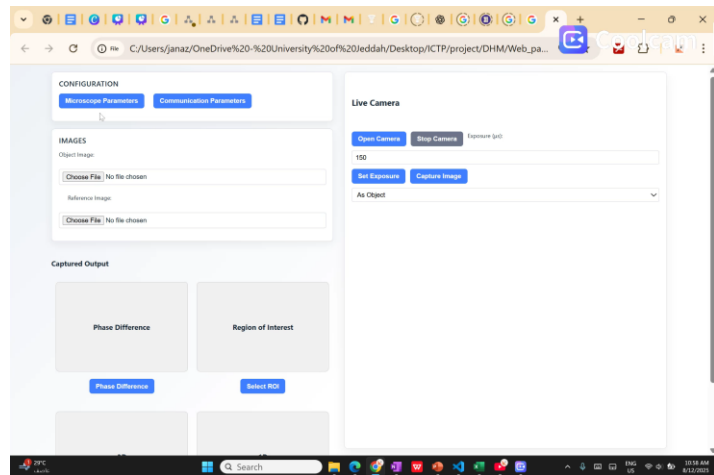 File C:/Users/janaz/OneDrive%20-%20University%20of%20Jeddah/Desktop/ICTP/project/DHM/Web_pa...
Coolcam
CONFIGURATION
Microscope Parameters Communication Parameters
IMAGES
Object Image:
Choose File No file chosen
Reference Image:
Choose File No file chosen
Captured Output
Phase Difference Region of Interest
Phase Difference Select ROI
Live Camera
Open Camera Stop Camera Exposure (µs):
150
Set Exposure Capture Image
As Object
29°C
Search
ENG
US
10:58 AM
8/12/2025